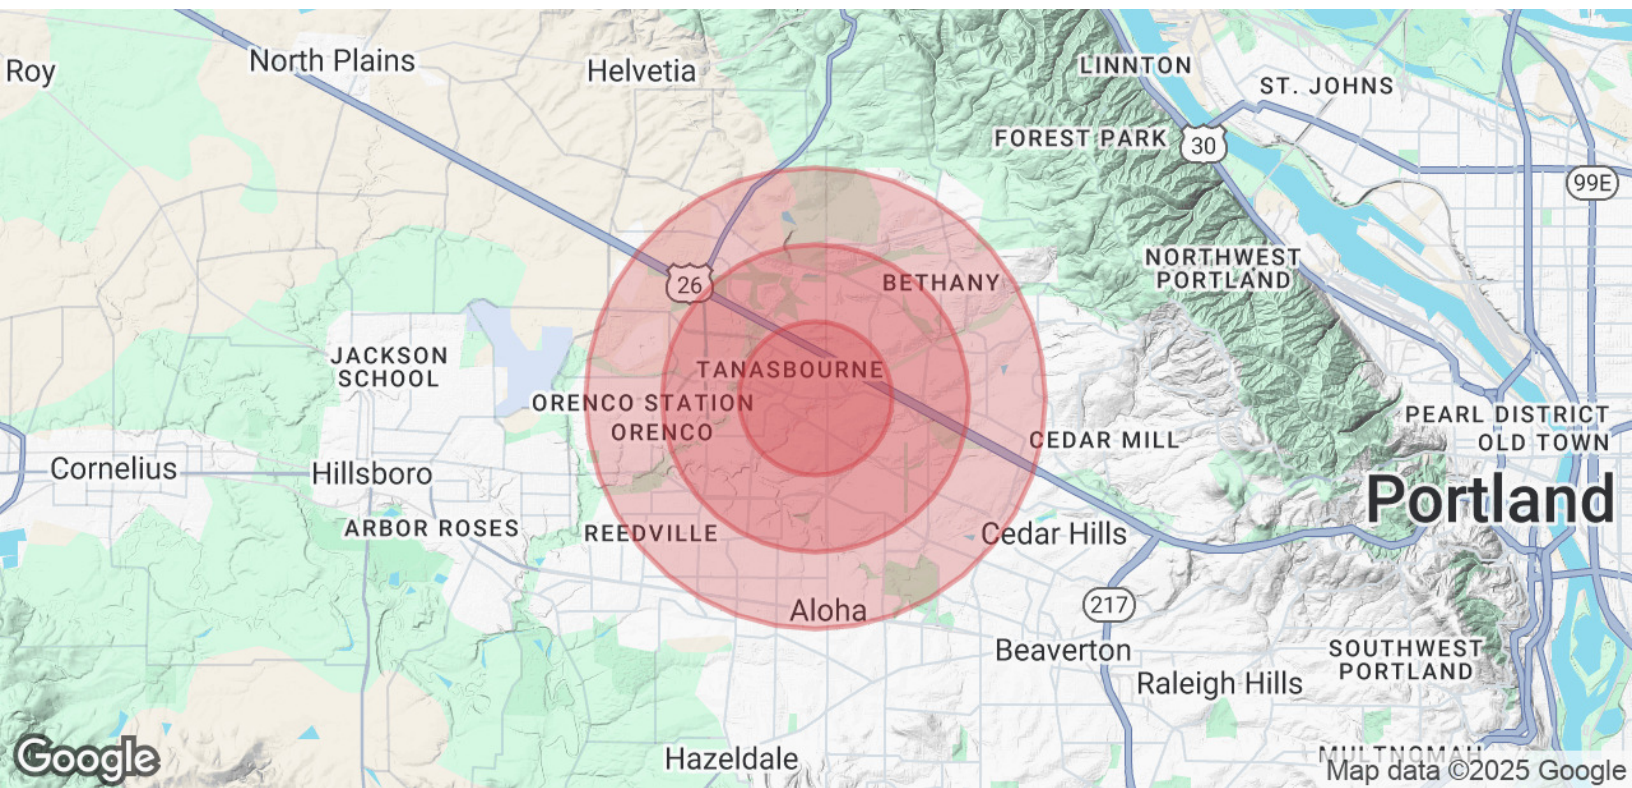 Roy
North Plains
Helvetia
LINNTON
ST. JOHNS
FOREST PARK
30
99E
NORTHWEST
PORTLAND
26
BETHANY
JACKSON
SCHOOL
TANASBOURNE
ORENCO STATION
ORENCO
CEDAR MILL
PEARL DISTRICT
OLD TOWN
Cornelius
Hillsboro
Portland
ARBOR ROSES
REEDVILLE
Cedar Hills
Aloha
217
Beaverton
SOUTHWEST
PORTLAND
Raleigh Hills
Hazeldale
MULTNOMAH
Google
Map data ©2025 Google